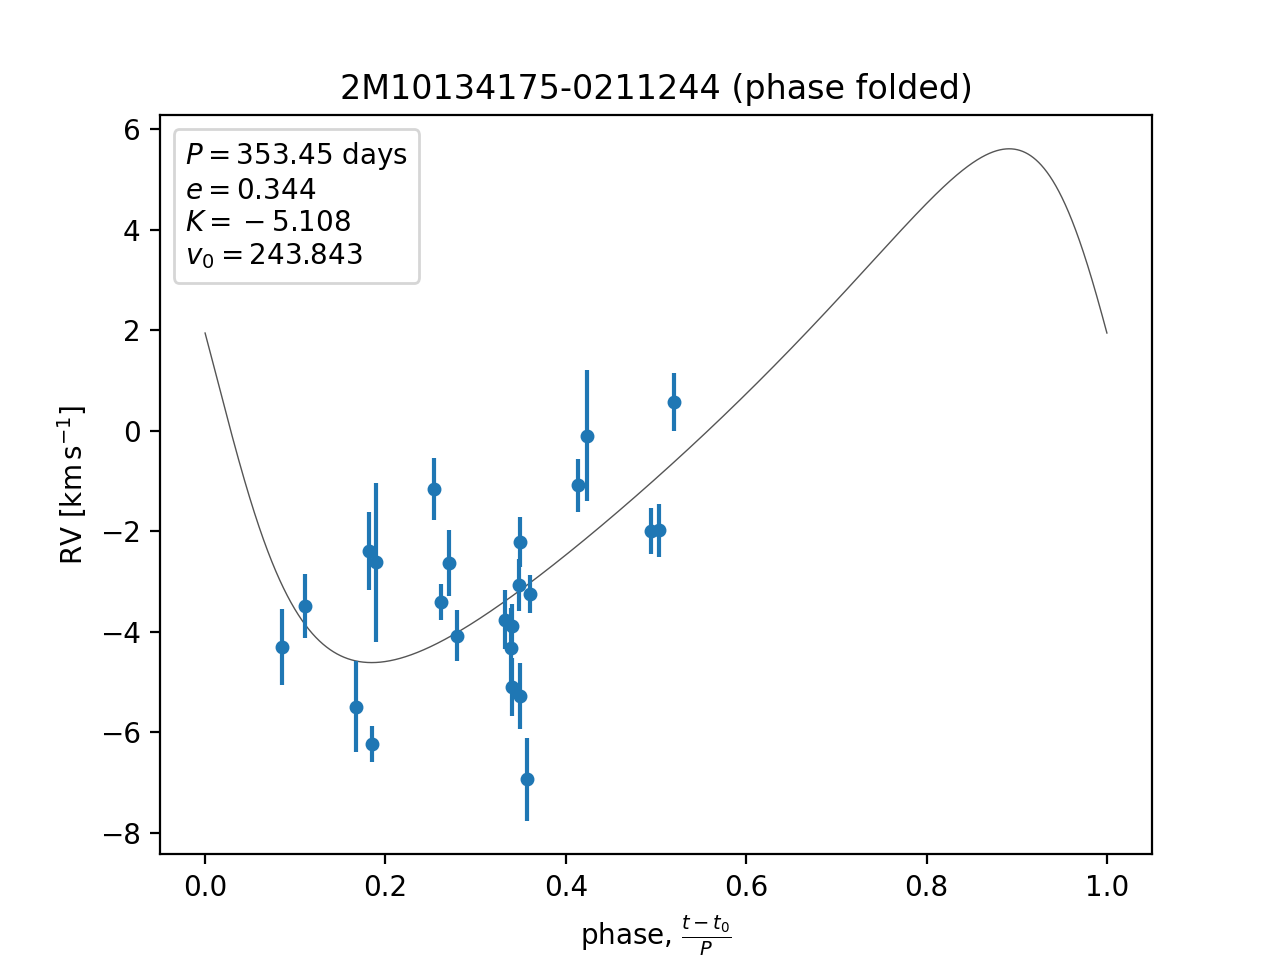 2M10134175-0211244 (phase folded)
P = 353.45 days
e = 0.344
K = −5.108
v₀ = 243.843
6
4
2
0
−2
−4
−6
−8
RV [km s⁻¹]
0.0 0.2 0.4 0.6 0.8 1.0
phase, (t − t₀)/P